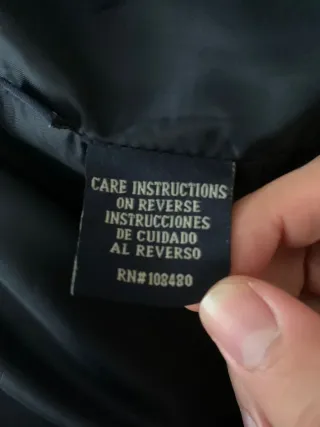 CARE INSTRUCTIONS
ON REVERSE
INSTRUCCIONES
DE CUIDADO
AL REVERSO
RN#108480